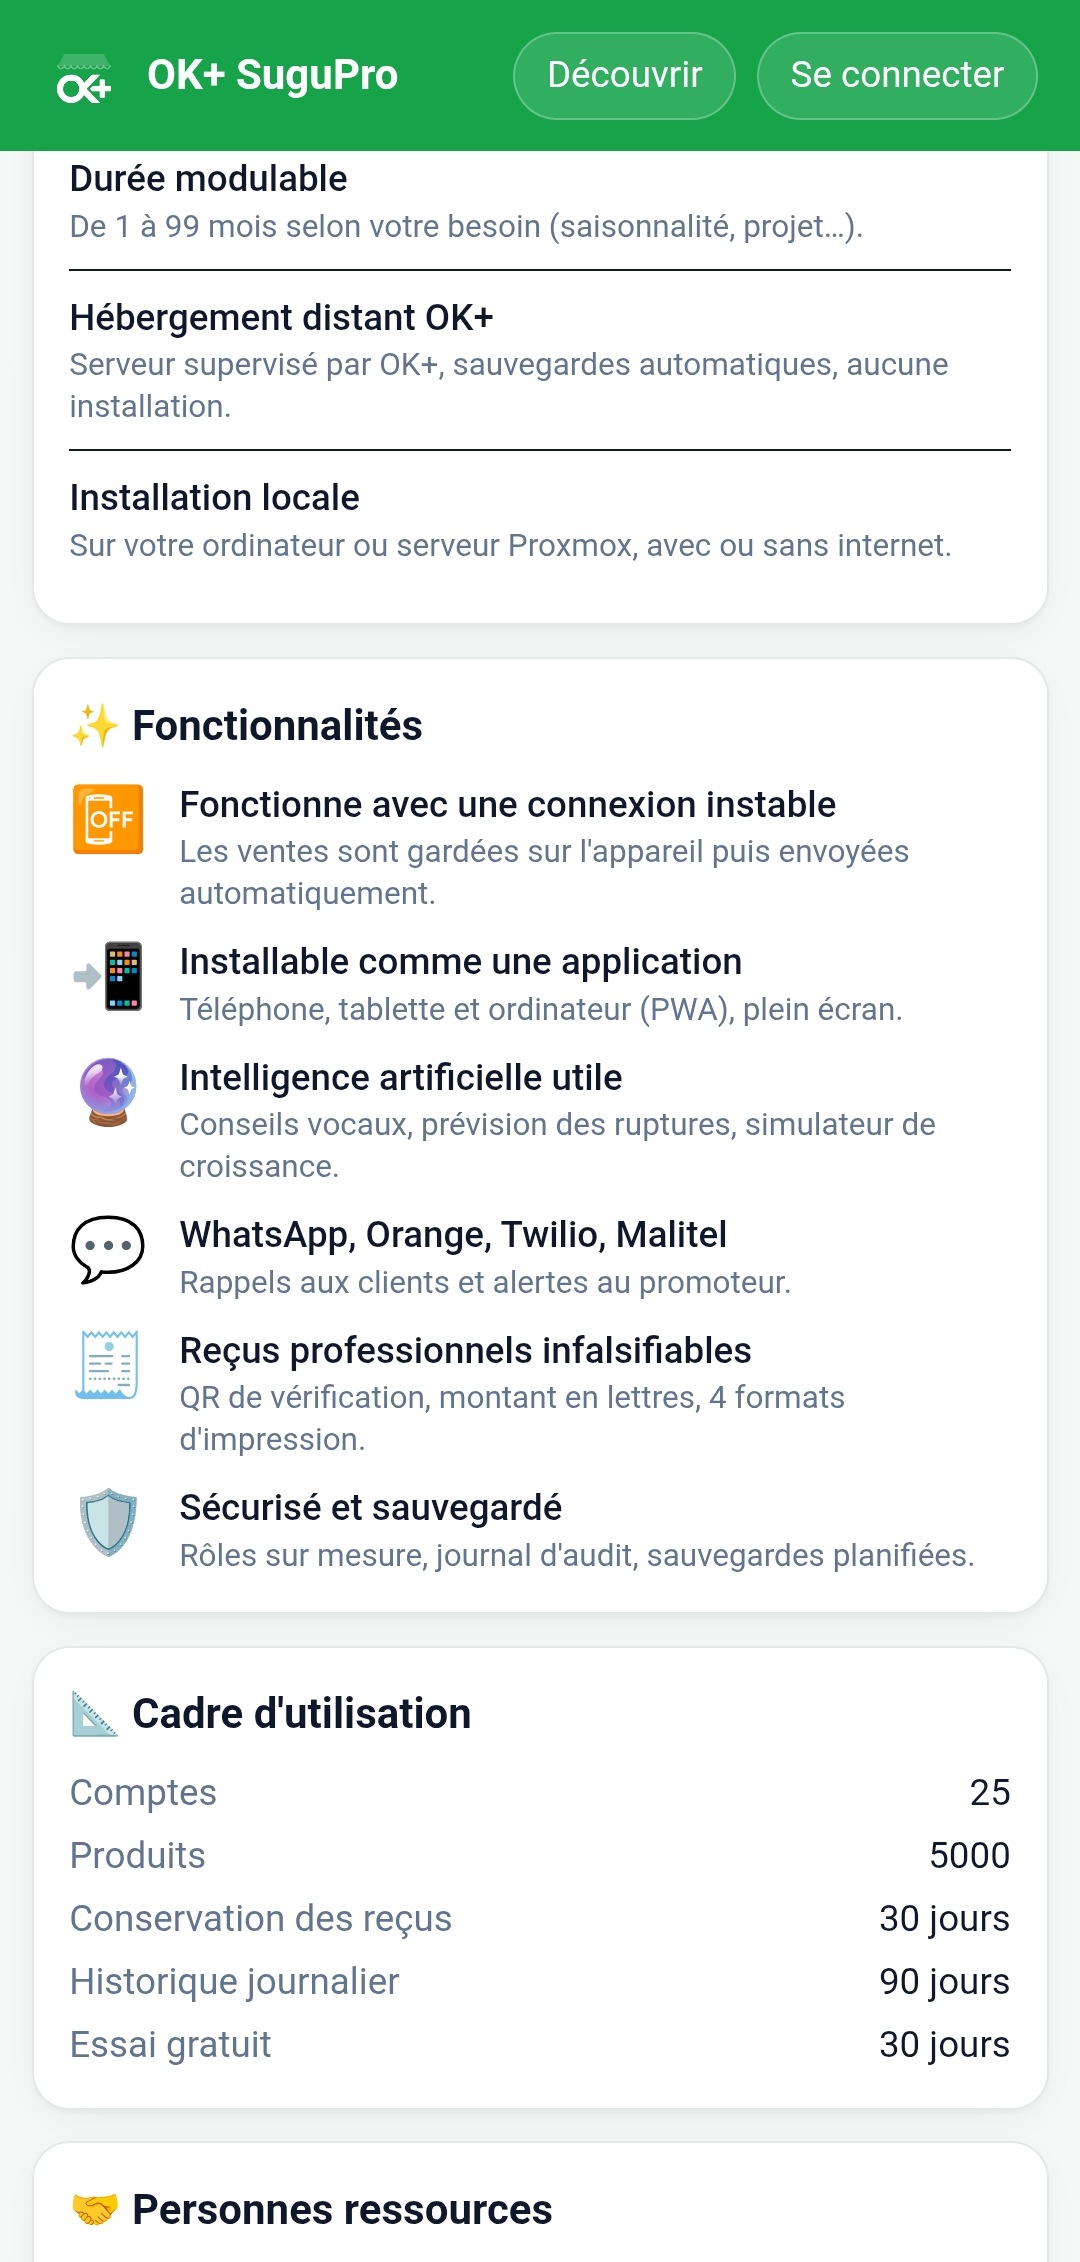 OK+ SuguPro
Découvrir
Se connecter
Durée modulable
De 1 à 99 mois selon votre besoin (saisonnalité, projet…).
Hébergement distant OK+
Serveur supervisé par OK+, sauvegardes automatiques, aucune
installation.
Installation locale
Sur votre ordinateur ou serveur Proxmox, avec ou sans internet.
✨ Fonctionnalités
OFF
Fonctionne avec une connexion instable
Les ventes sont gardées sur l'appareil puis envoyées
automatiquement.
Installable comme une application
Téléphone, tablette et ordinateur (PWA), plein écran.
Intelligence artificielle utile
Conseils vocaux, prévision des ruptures, simulateur de
croissance.
WhatsApp, Orange, Twilio, Malitel
Rappels aux clients et alertes au promoteur.
Reçus professionnels infalsifiables
QR de vérification, montant en lettres, 4 formats
d'impression.
Sécurisé et sauvegardé
Rôles sur mesure, journal d'audit, sauvegardes planifiées.
📐 Cadre d'utilisation
Comptes 25
Produits 5000
Conservation des reçus 30 jours
Historique journalier 90 jours
Essai gratuit 30 jours
🤝 Personnes ressources